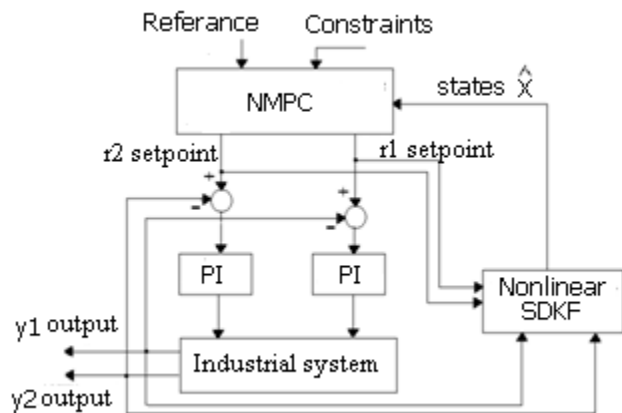 Referance
Constraints
NMPC
states X̂
r2 setpoint
r1 setpoint
+
-
+
-
PI
PI
Nonlinear
SDKF
y1 output
Industrial system
y2 output